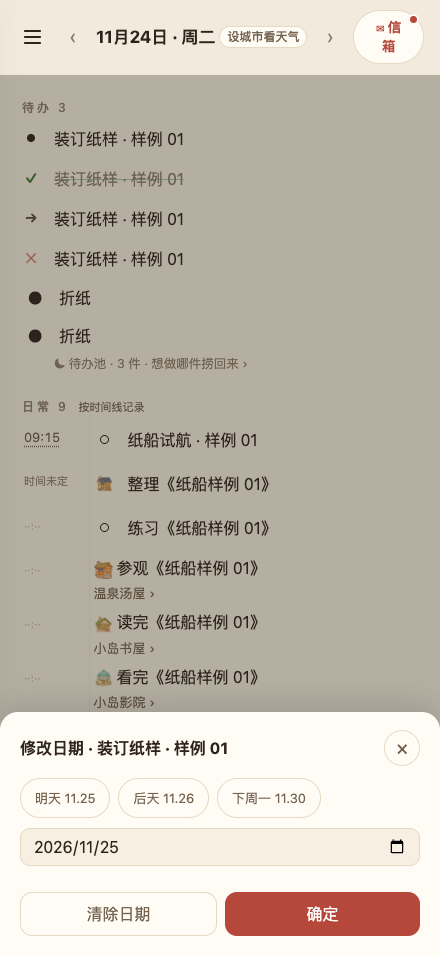 ‹ 11月24日 · 周二 设城市看天气 › ✉ 信箱
待办 3
装订纸样 · 样例 01
装订纸样 · 样例 01
装订纸样 · 样例 01
装订纸样 · 样例 01
折纸
折纸
待办池 · 3 件 · 想做哪件捞回来 ›
日常 9 按时间线记录
09:15 纸船试航 · 样例 01
时间未定 整理《纸船样例 01》
--:-- 练习《纸船样例 01》
--:-- 参观《纸船样例 01》
温泉汤屋 ›
--:-- 读完《纸船样例 01》
小岛书屋 ›
--:-- 看完《纸船样例 01》
小岛影院 ›
修改日期 · 装订纸样 · 样例 01
明天 11.25 后天 11.26 下周一 11.30
2026/11/25
清除日期 确定